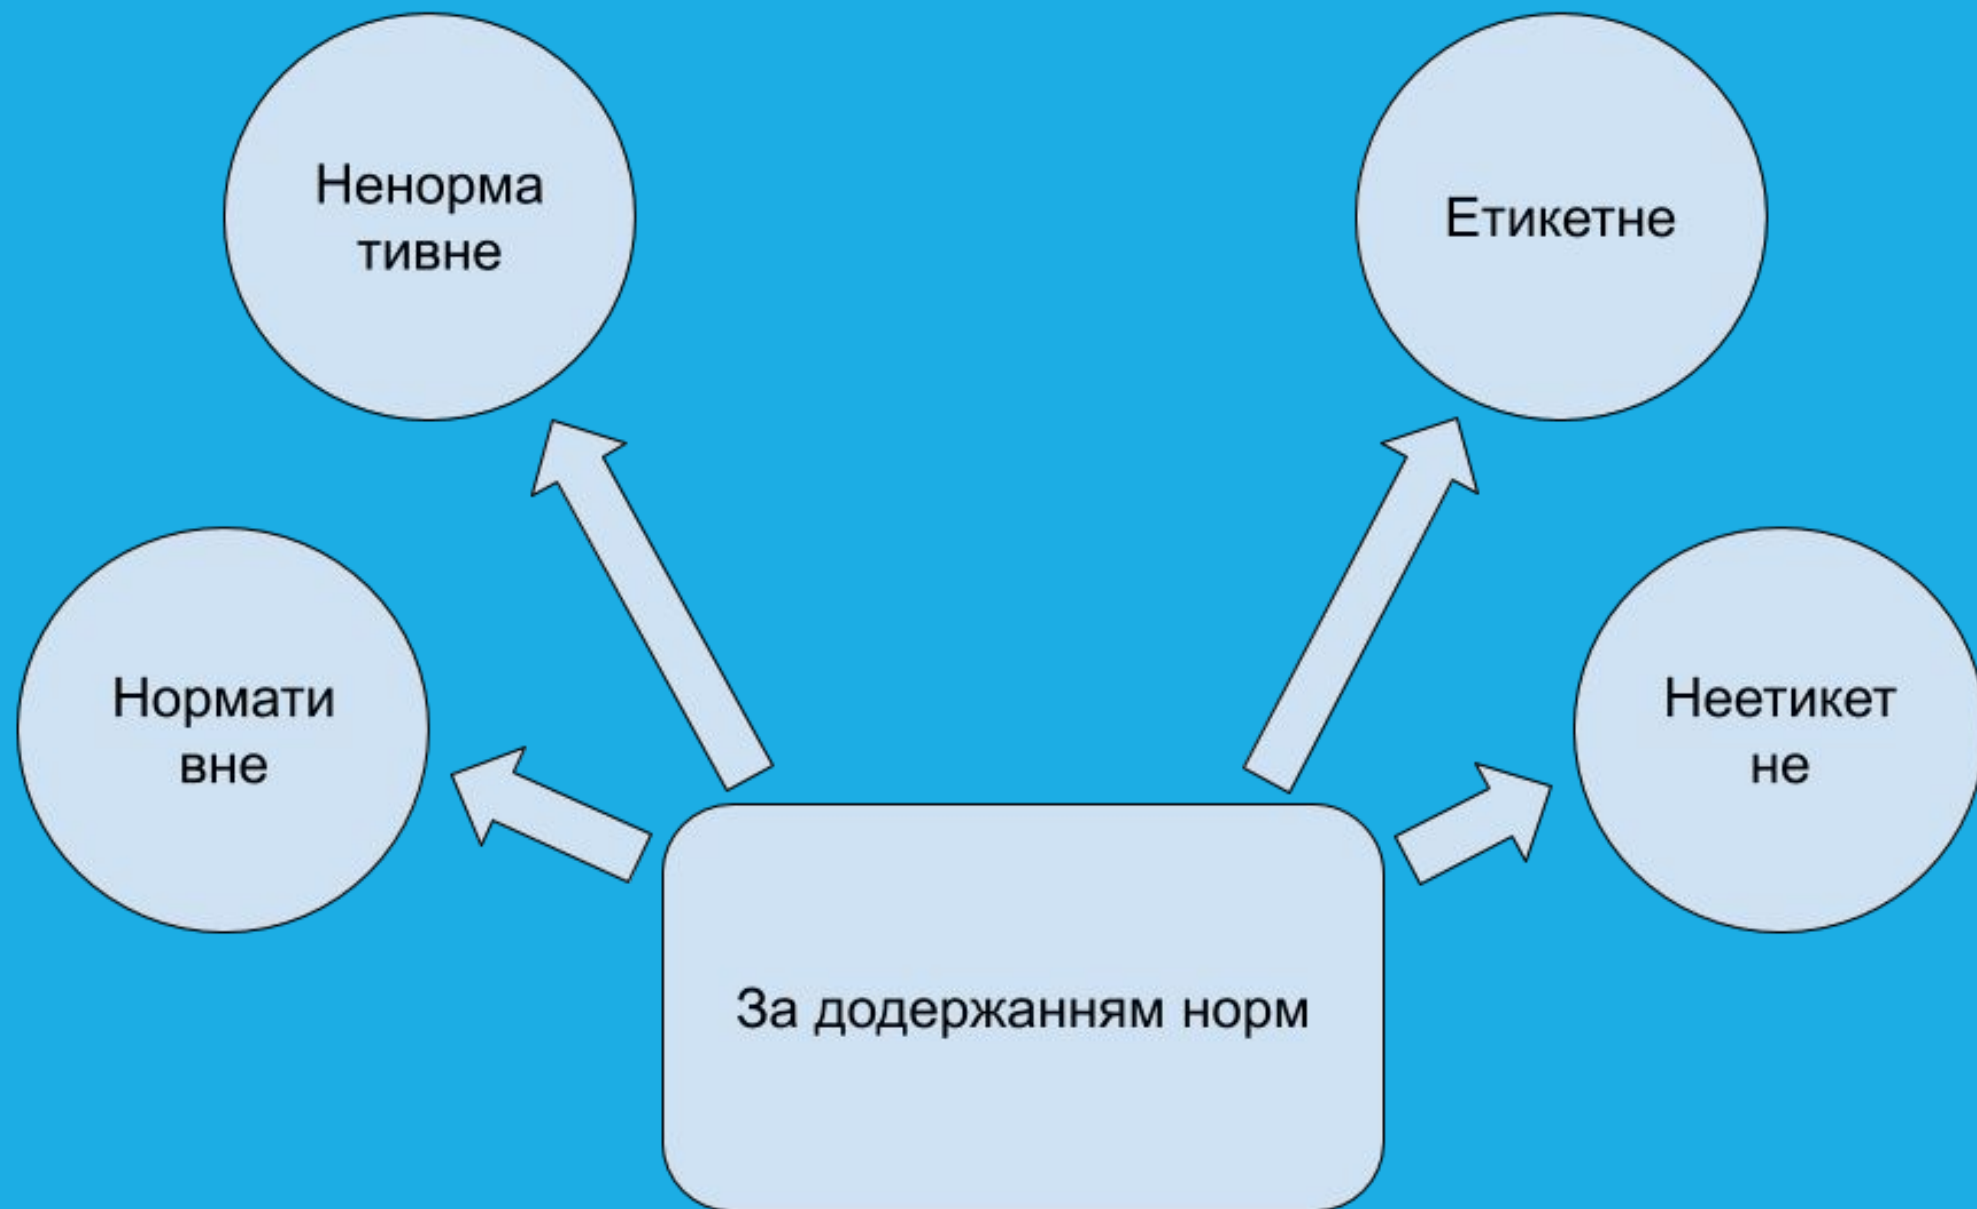 Ненорма
тивне
Етикетне
Нормати
вне
Неетикет
не
За додержанням норм